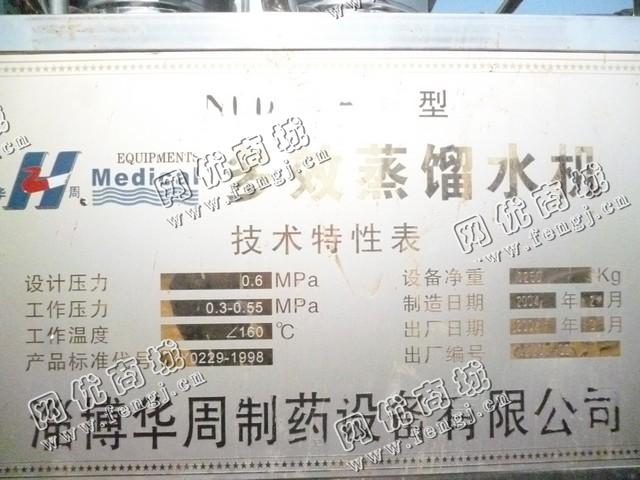 型
EQUIPMENTS
华 周 Medical 多效蒸馏水机
技术特性表
设计压力 0.6 MPa 设备净重 Kg
工作压力 0.3-0.55 MPa 制造日期 2004 年 月
工作温度 ∠160 ℃ 出厂日期 年 月
产品标准代号 0229-1998 出厂编号
淄博华周制药设备有限公司
网优商城
www.fengj.com